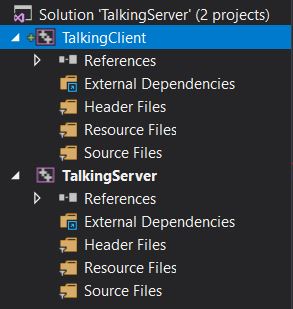 Solution 'TalkingServer' (2 projects)
TalkingClient
References
External Dependencies
Header Files
Resource Files
Source Files
TalkingServer
References
External Dependencies
Header Files
Resource Files
Source Files